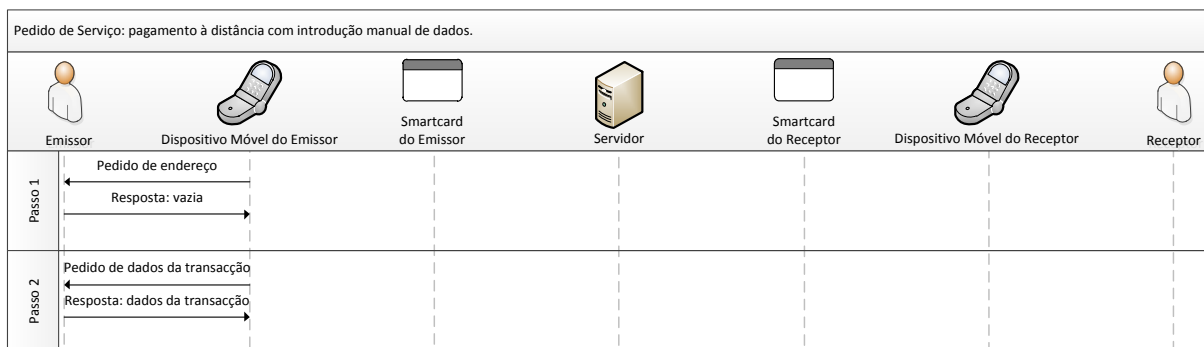 Pedido de Serviço: pagamento à distância com introdução manual de dados.
Emissor
Dispositivo Móvel do Emissor
Smartcard
do Emissor
Servidor
Smartcard
do Receptor
Dispositivo Móvel do Receptor
Receptor
Passo 1
Pedido de endereço
Resposta: vazia
Passo 2
Pedido de dados da transacção
Resposta: dados da transacção